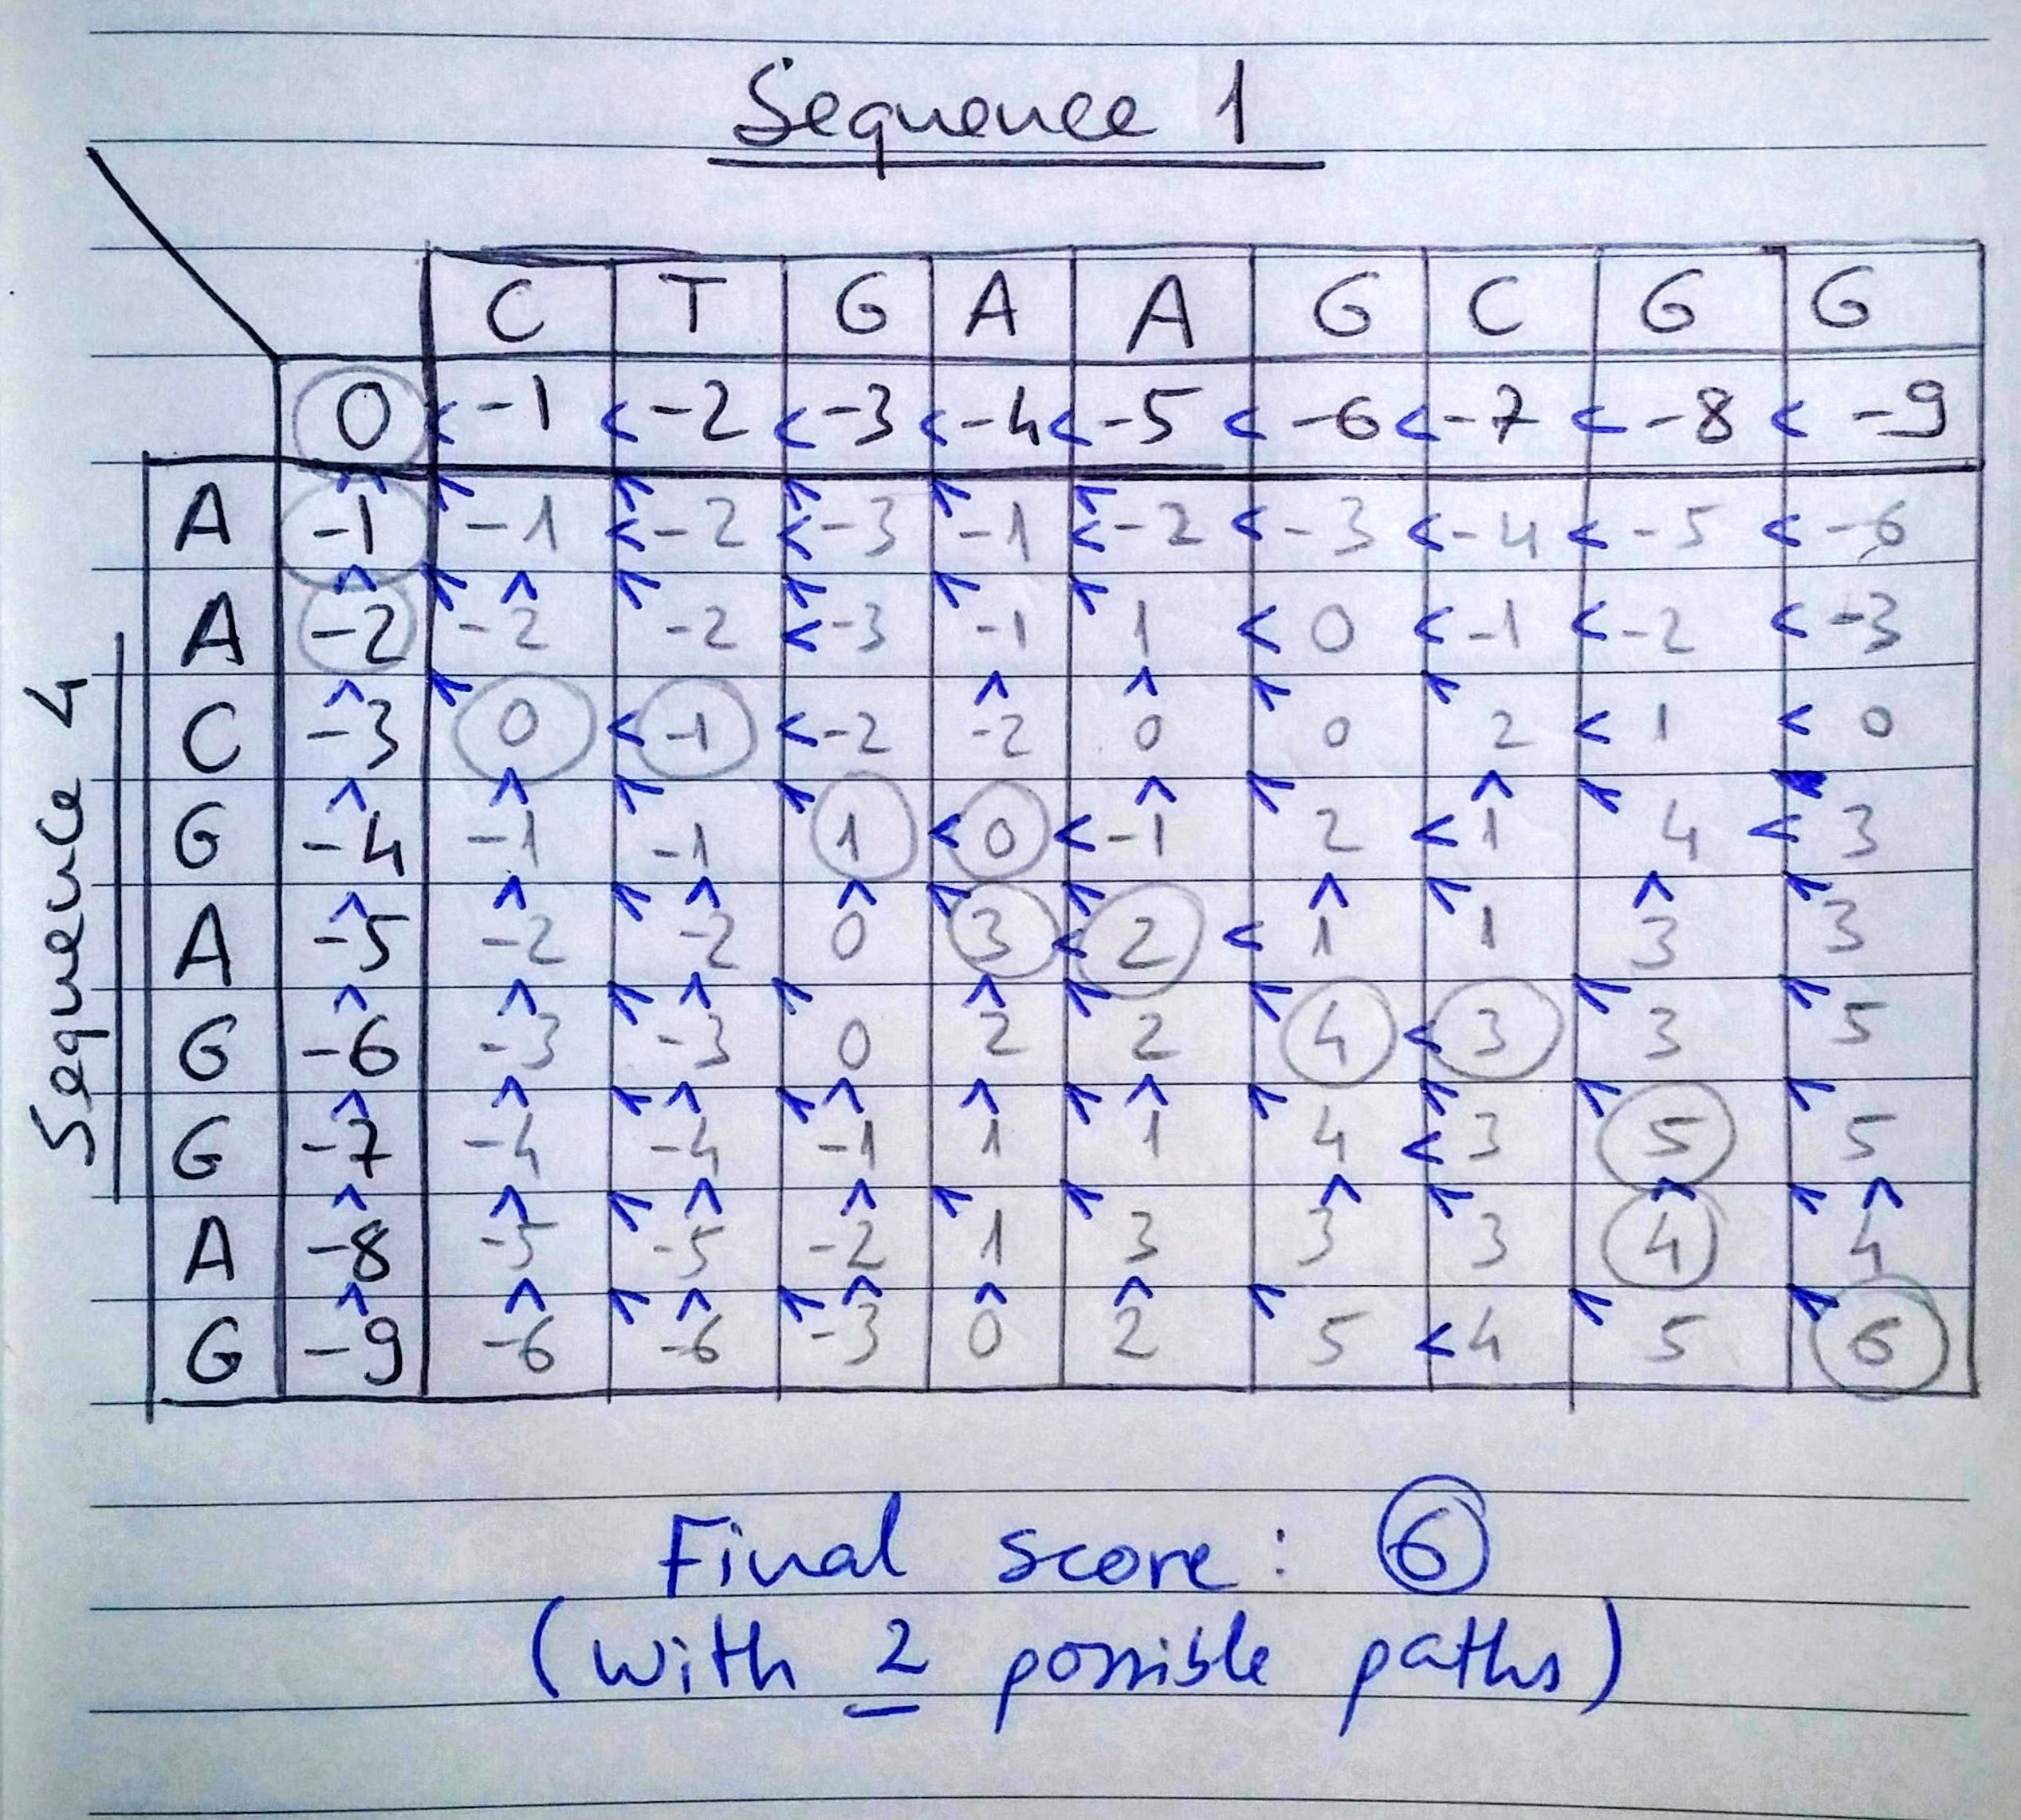 Sequence 1
C T G A A G C G G
0 < -1 < -2 < -3 < -4 < -5 < -6 < -7 < -8 < -9
A -1 -1 < -2 < -3 -1 < -2 < -3 < -4 < -5 < -6
A -2 -2 -2 < -3 -1 1 < 0 < -1 < -2 < -3
C -3 0 < -1 < -2 -2 0 0 2 < 1 < 0
G -4 -1 -1 1 < 0 < -1 2 < 1 4 < 3
A -5 -2 -2 0 3 < 2 < 1 1 3 3
G -6 -3 -3 0 2 2 4 < 3 3 5
G -7 -4 -4 -1 1 1 4 < 3 5 5
A -8 -5 -5 -2 1 3 3 3 4 4
G -9 -6 -6 -3 0 2 5 < 4 5 6
Sequence 4
Final score: 6
(with 2 possible paths)